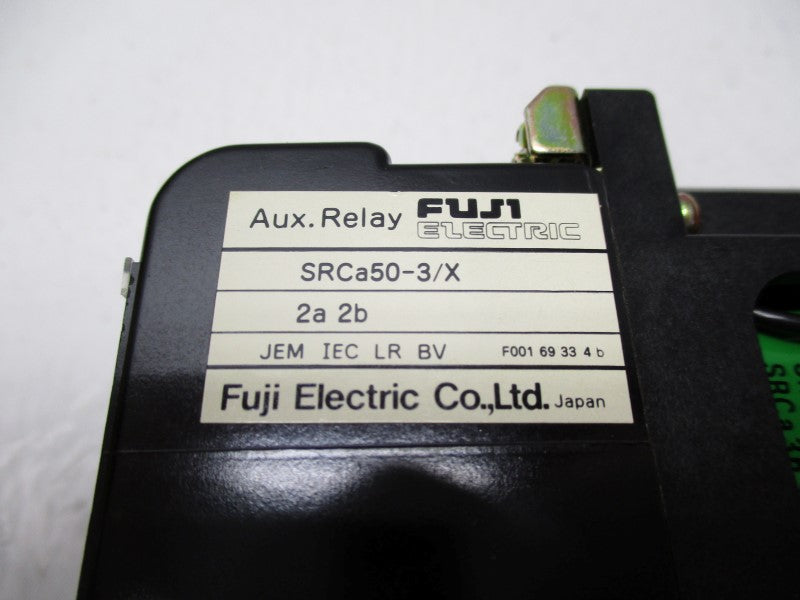 Aux. Relay FUJI ELECTRIC
SRCa50-3/X
2a 2b
JEM IEC LR BV F001 69 33 4 b
Fuji Electric Co.,Ltd. Japan
SRCa